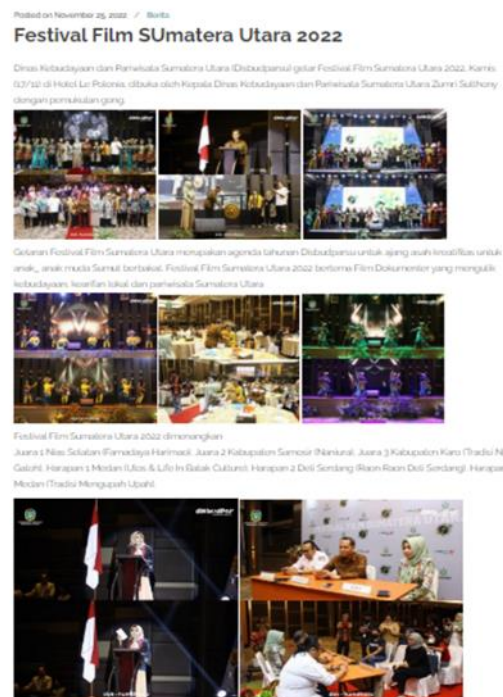 Posted on November 25, 2022 / Berita
Festival Film SUmatera Utara 2022
Dinas Kebudayaan dan Pariwisata Sumatera Utara (Disbudparsu) gelar Festival Film Sumatera Utara 2022, Kamis
(17/11) di Hotel Le Polonia, dibuka oleh Kepala Dinas Kebudayaan dan Pariwisata Sumatera Utara Zumri Sulthony
dengan pemukulan gong.
Gelaran Festival Film Sumatera Utara merupakan agenda tahunan Disbudparsu untuk ajang asah kreatifitas untuk
anak_ anak muda Sumut berbakat. Festival Film Sumatera Utara 2022 bertema Film Dokumenter yang mengulik
kebudayaan, kearifan lokal dan pariwisata Sumatera Utara
Festival Film Sumatera Utara 2022 dimenangkan
Juara 1 Nias Selatan (Famadaya Harimao), Juara 2 Kabupaten Samosir (Naniura), Juara 3 Kabupaten Karo (Tradisi
Galoh), Harapan 1 Medan (Ulos & Life In Batak Culture), Harapan 2 Deli Serdang (Raon Raon Deli Serdang), Harapan
Medan (Tradisi Mengupah Upah)